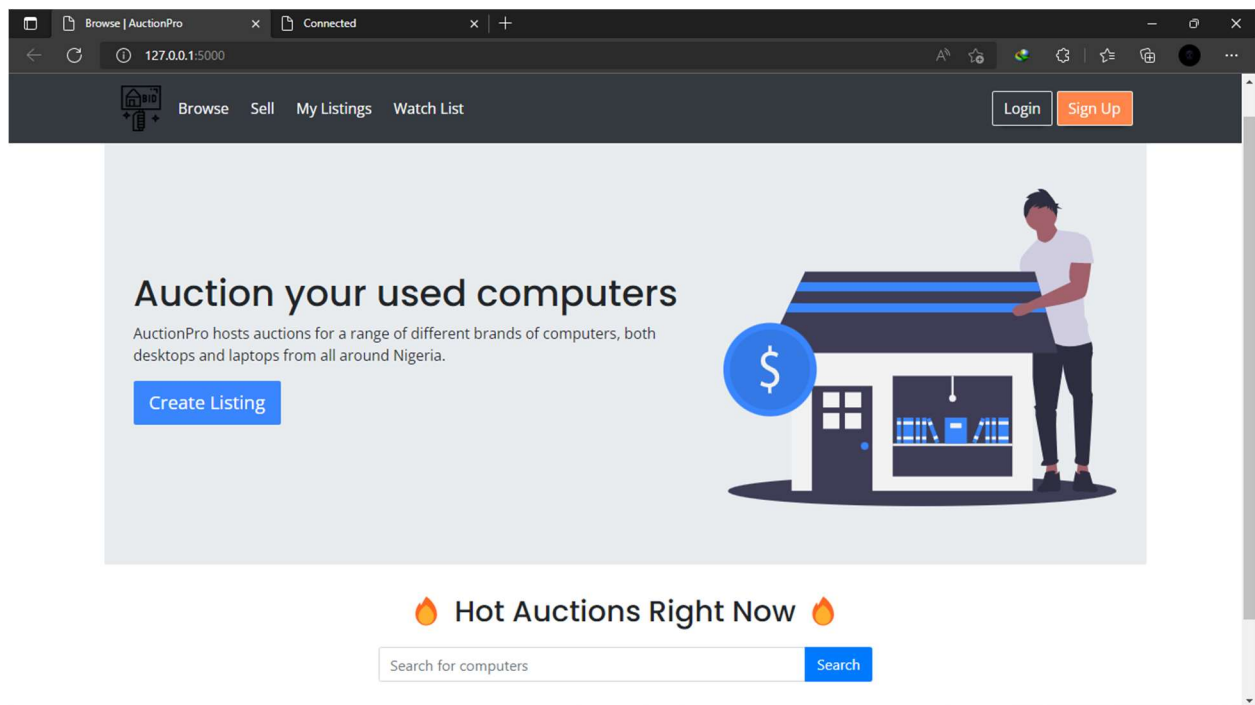 Browse | AuctionPro
Connected
127.0.0.1:5000
BID
Browse Sell My Listings Watch List
Login Sign Up
Auction your used computers
AuctionPro hosts auctions for a range of different brands of computers, both
desktops and laptops from all around Nigeria.
$
Create Listing
🔥 Hot Auctions Right Now 🔥
Search for computers Search